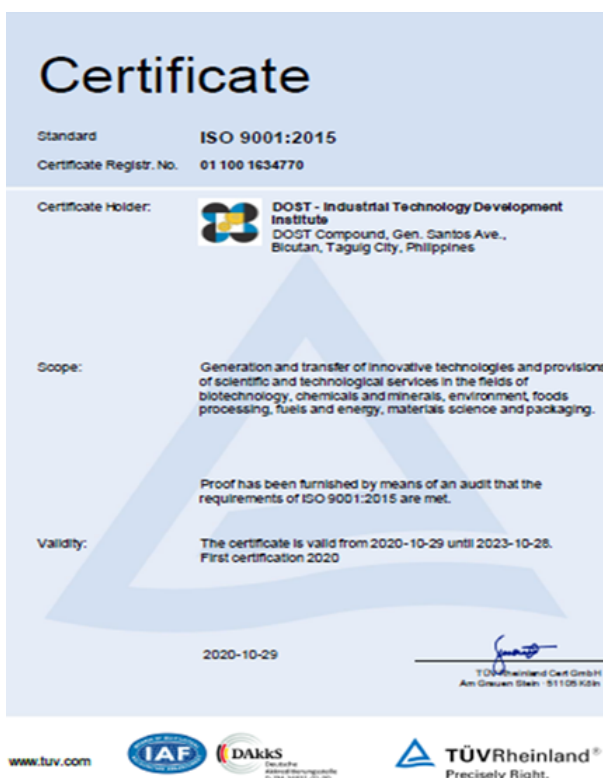 Certificate
Standard ISO 9001:2015
Certificate Registr. No. 01 100 1634770
Certificate Holder: DOST - Industrial Technology Development
Institute
DOST Compound, Gen. Santos Ave.,
Bicutan, Taguig City, Philippines
Scope: Generation and transfer of innovative technologies and provisions
of scientific and technological services in the fields of
biotechnology, chemicals and minerals, environment, foods
processing, fuels and energy, materials science and packaging.
Proof has been furnished by means of an audit that the
requirements of ISO 9001:2015 are met.
Validity: The certificate is valid from 2020-10-29 until 2023-10-28.
First certification 2020
2020-10-29
TÜV Rheinland Cert GmbH
Am Grauen Stein · 51105 Köln
www.tuv.com
IAF
DAkkS
Deutsche
Akkreditierungsstelle
TÜVRheinland®
Precisely Right.